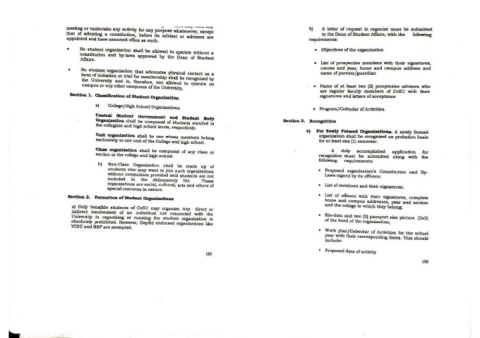 meeting or undertake any activity for any purpose whatsoever, except
that of adopting a constitution, before its adviser or advisers are
appointed and have assumed office as such.
• No student organization shall be allowed to operate without a
constitution and by-laws approved by the Dean of Student
Affairs.
• No student organization that advocates physical contact as a
form of initiation or trial for membership shall be recognized by
the University and is, therefore, not allowed to operate on
campus or any other campuses of the University.
Section 1. Classification of Student Organization
a) College/High School Organizations
Central Student Government and Student Body
Organization shall be composed of students enrolled in
the collegiate and high school levels, respectively.
Unit organization shall be one whose members belong
exclusively to one unit of the College and high school.
Class organization shall be composed of any class or
section in the college and high school.
b) Non-Class Organization shall be made up of
students who may want to join such organizations
without compulsion provided said students are not
included in the delinquency list. These
organizations are social, cultural, arts and others of
special concerns in nature.
Section 2. Formation of Student Organizations
a) Only bonafide students of CvSU may organize. Any direct or
indirect involvement of an individual not connected with the
University in organizing or running the student organization is
absolutely prohibited. However, DepEd endorsed organizations like
YCSC and BSP are exempted.
b) A letter of request to organize must be submitted
to the Dean of Student Affairs, with the following
requirements:
• Objectives of the organization
• List of prospective members with their signatures,
course and year, home and campus address and
name of parents/guardian
• Name of at least two (2) prospective advisers who
are regular faculty members of CvSU with their
signatures and letters of acceptance
• Program/Calendar of Activities.
Section 3. Recognition
a) For Newly Formed Organizations. A newly formed
organization shall be recognized on probation basis
for at least one (1) semester.
A duly accomplished application for
recognition must be submitted along with the
following requirements:
• Proposed organization's Constitution and By-
Laws signed by its officers;
• List of members and their signatures;
• List of officers with their signatures, complete
home and campus addresses, year and section
and the college to which they belong;
• Bio-data and two (2) passport size picture (2x2)
of the head of the organization;
• Work plan/Calendar of Activities for the school
year with their corresponding dates. This should
include:
• Proposed date of activity